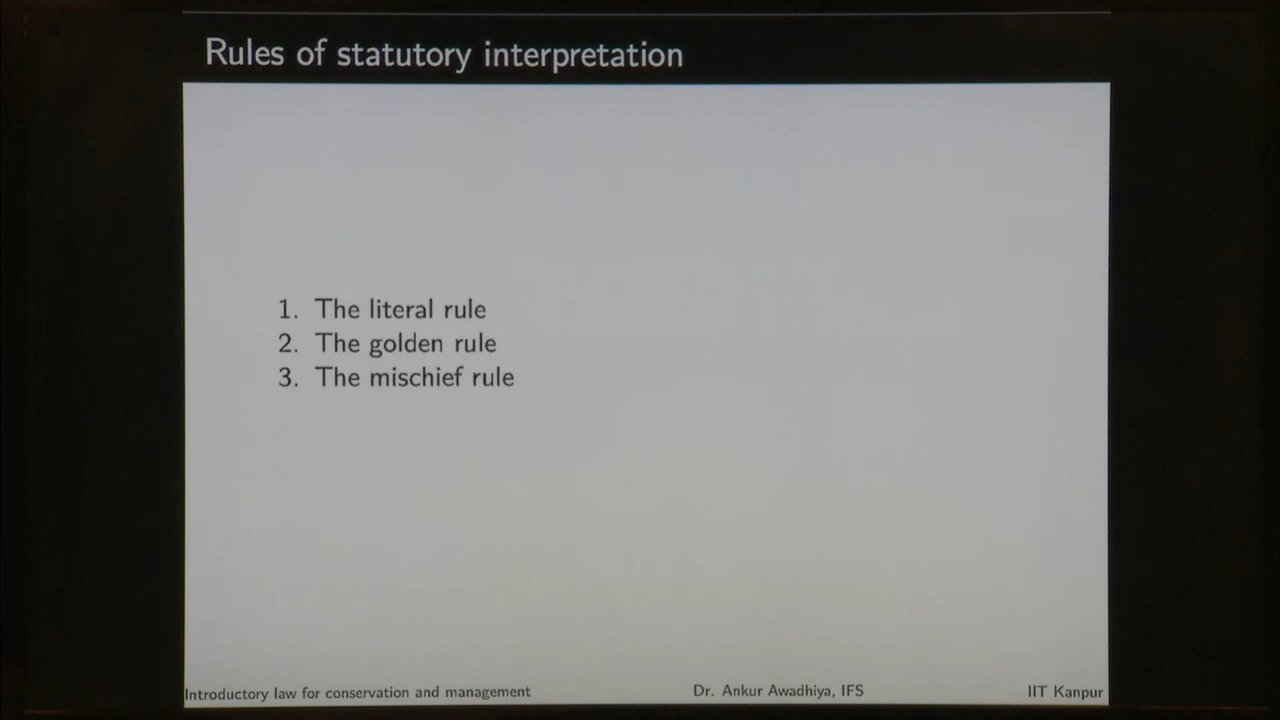 Rules of statutory interpretation
1. The literal rule
2. The golden rule
3. The mischief rule
Introductory law for conservation and management Dr. Ankur Awadhiya, IFS IIT Kanpur